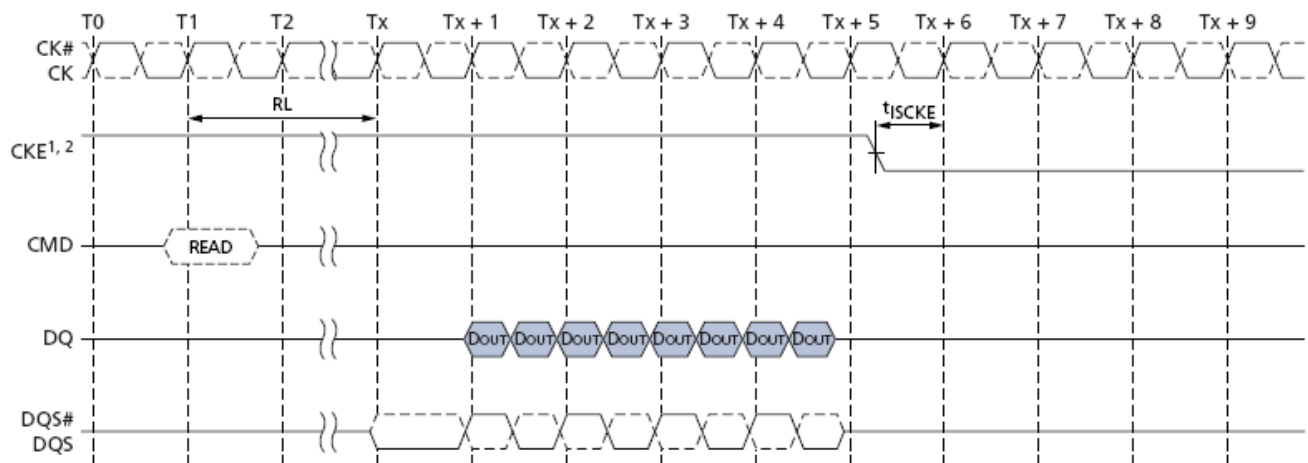 T0 T1 T2 Tx Tx + 1 Tx + 2 Tx + 3 Tx + 4 Tx + 5 Tx + 6 Tx + 7 Tx + 8 Tx + 9
CK#
CK
RL
tISCKE
CKE1, 2
CMD READ
DQ DOUT DOUT DOUT DOUT DOUT DOUT DOUT DOUT
DQS#
DQS